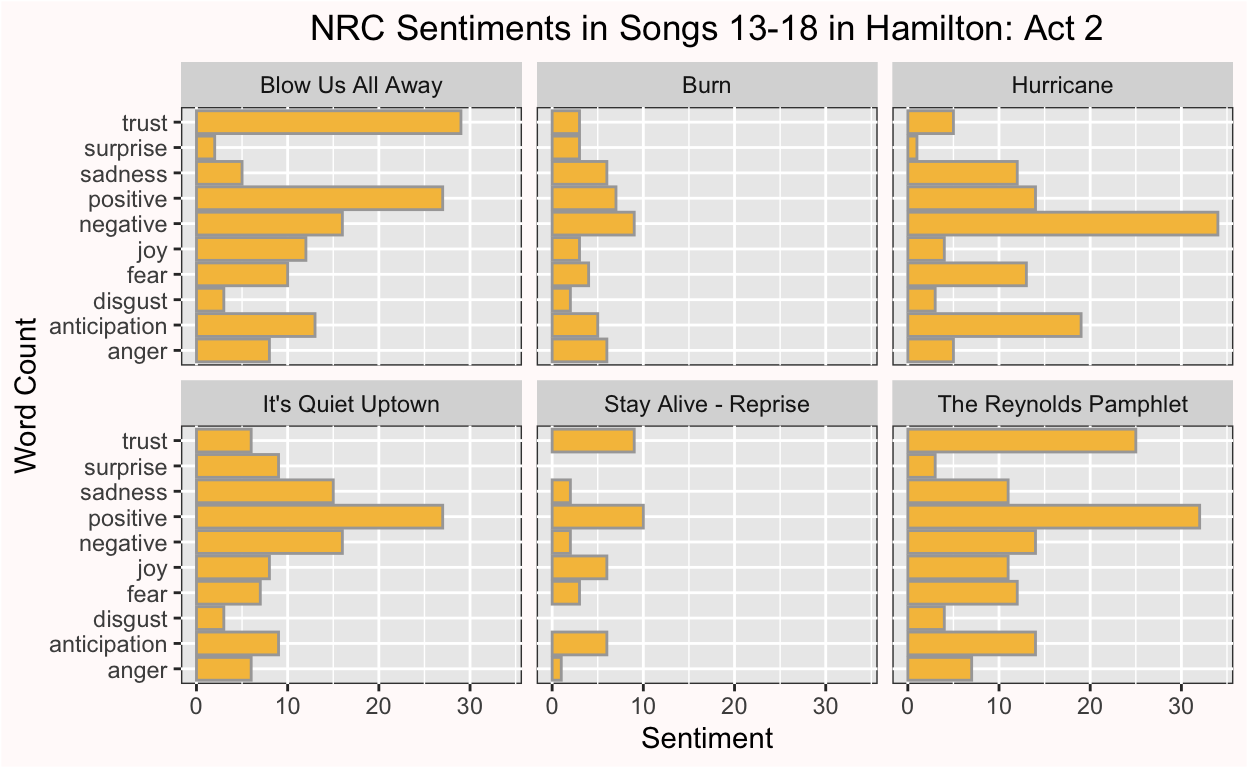 NRC Sentiments in Songs 13-18 in Hamilton: Act 2
Blow Us All Away
Burn
Hurricane
trust
surprise
sadness
positive
negative
joy
fear
disgust
anticipation
anger
Word Count
It's Quiet Uptown
Stay Alive - Reprise
The Reynolds Pamphlet
trust
surprise
sadness
positive
negative
joy
fear
disgust
anticipation
anger
0 10 20 30
0 10 20 30
0 10 20 30
Sentiment